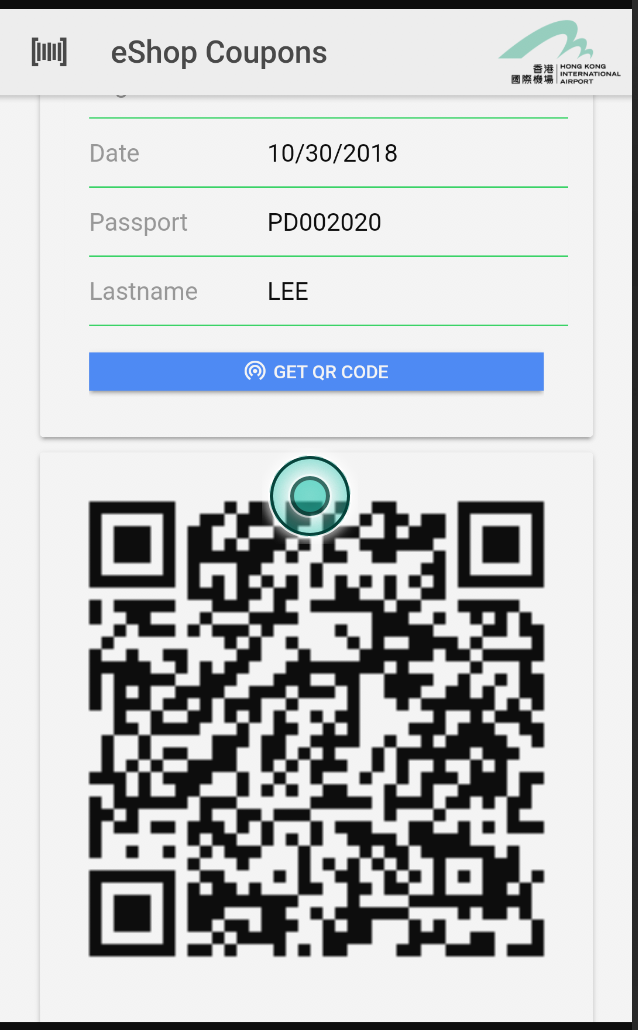 eShop Coupons
香港
國際機場
HONG KONG
INTERNATIONAL
AIRPORT
Date 10/30/2018
Passport PD002020
Lastname LEE
GET QR CODE